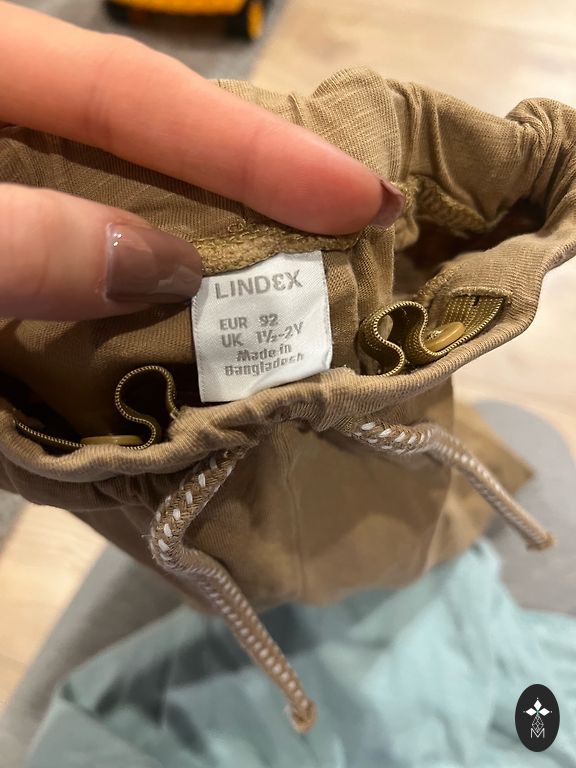 LINDEX
EUR 92
UK 1½-2Y
Made in
Bangladesh